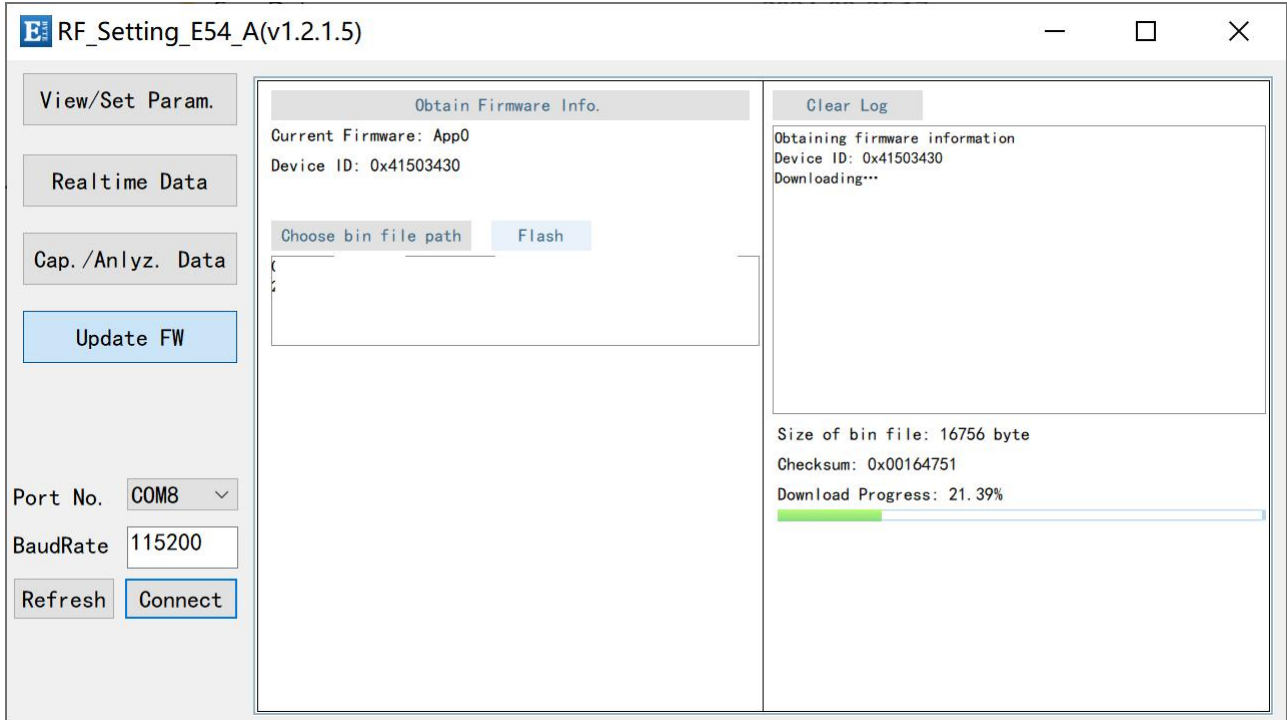 RF_Setting_E54_A(v1.2.1.5)
View/Set Param.
Realtime Data
Cap./Anlyz. Data
Update FW
Port No. COM8
BaudRate 115200
Refresh Connect
Obtain Firmware Info.
Current Firmware: App0
Device ID: 0x41503430
Choose bin file path Flash
Clear Log
Obtaining firmware information
Device ID: 0x41503430
Downloading…
Size of bin file: 16756 byte
Checksum: 0x00164751
Download Progress: 21.39%